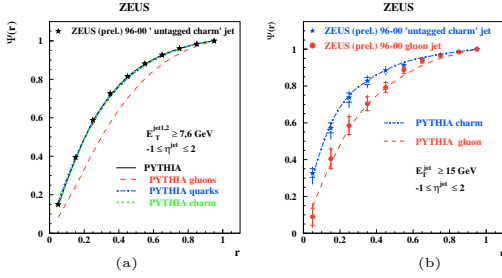 ZEUS
Ψ(r)
ZEUS (prel.) 96-00 ' untagged charm' jet
E_T^jet1,2 ≥ 7,6 GeV
-1 ≤ η^jet ≤ 2
PYTHIA
PYTHIA gluons
PYTHIA quarks
PYTHIA charm
1
0.8
0.6
0.4
0.2
0
0 0.2 0.4 0.6 0.8 1
r
(a)
ZEUS
Ψ(r)
ZEUS (prel.) 96-00 'untagged charm' jet
ZEUS (prel.) 96-00 gluon jet
PYTHIA charm
PYTHIA gluon
E_T^jet ≥ 15 GeV
-1 ≤ η^jet ≤ 2
1
0.8
0.6
0.4
0.2
0
0 0.2 0.4 0.6 0.8 1
r
(b)